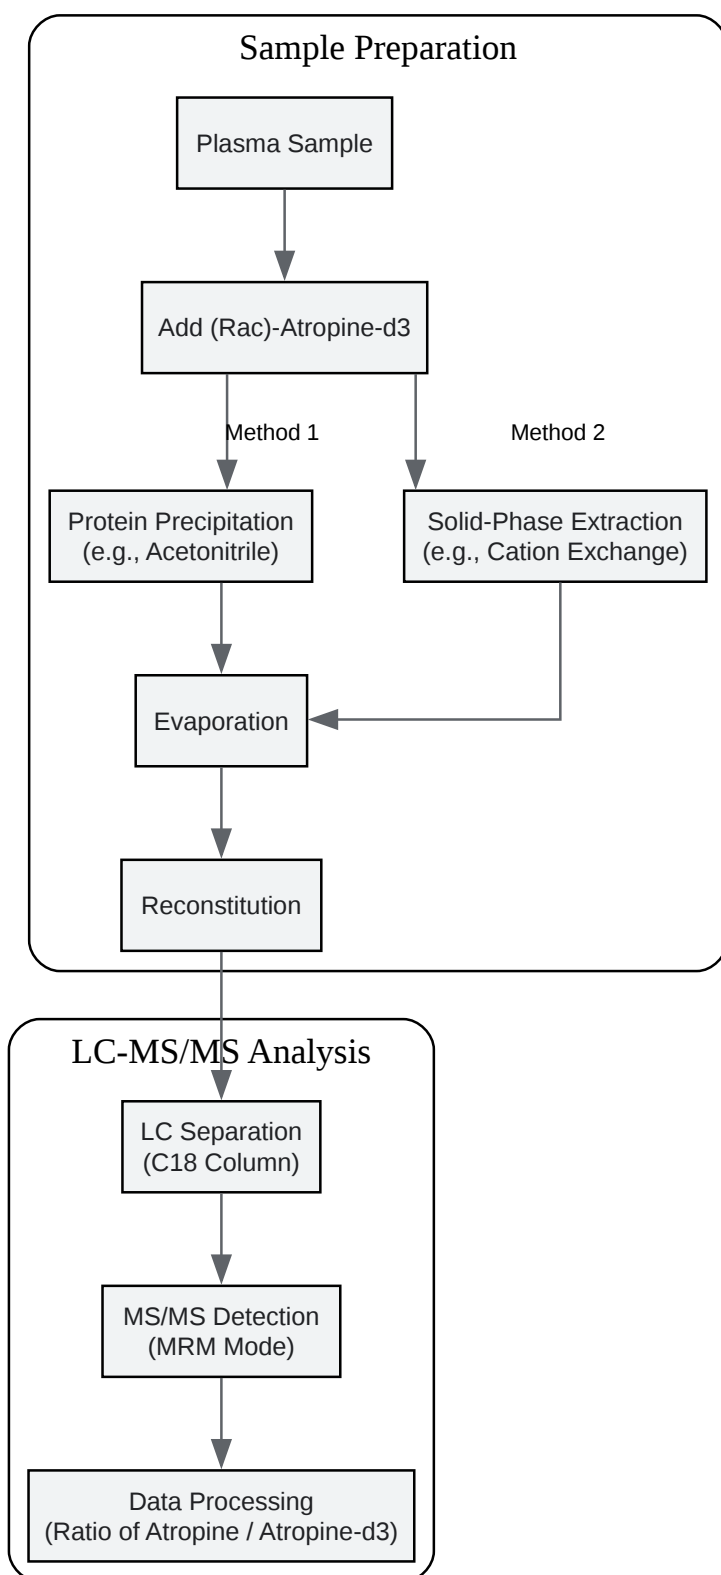 Sample Preparation
Plasma Sample
Add (Rac)-Atropine-d3
Method 1
Method 2
Protein Precipitation
(e.g., Acetonitrile)
Solid-Phase Extraction
(e.g., Cation Exchange)
Evaporation
Reconstitution
LC-MS/MS Analysis
LC Separation
(C18 Column)
MS/MS Detection
(MRM Mode)
Data Processing
(Ratio of Atropine / Atropine-d3)